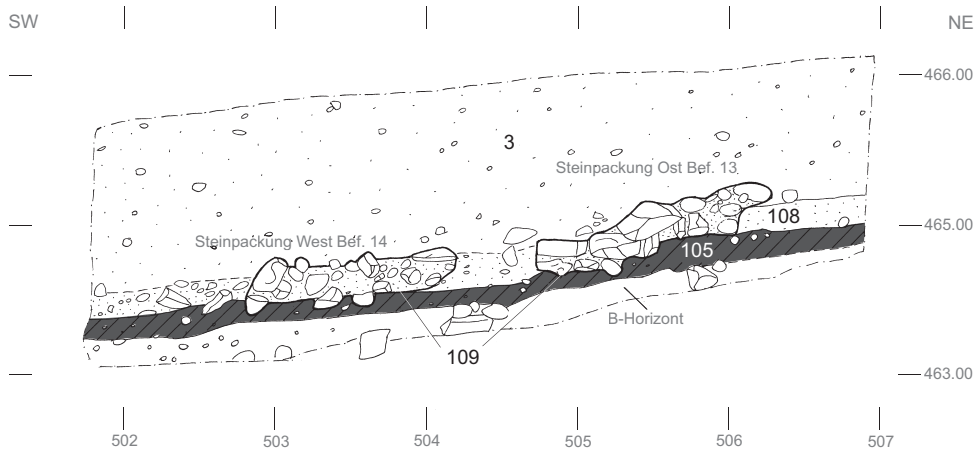 SW
NE
466.00
3
Steinpackung Ost Bef. 13
108
465.00
Steinpackung West Bef. 14
105
B-Horizont
109
463.00
502
503
504
505
506
507